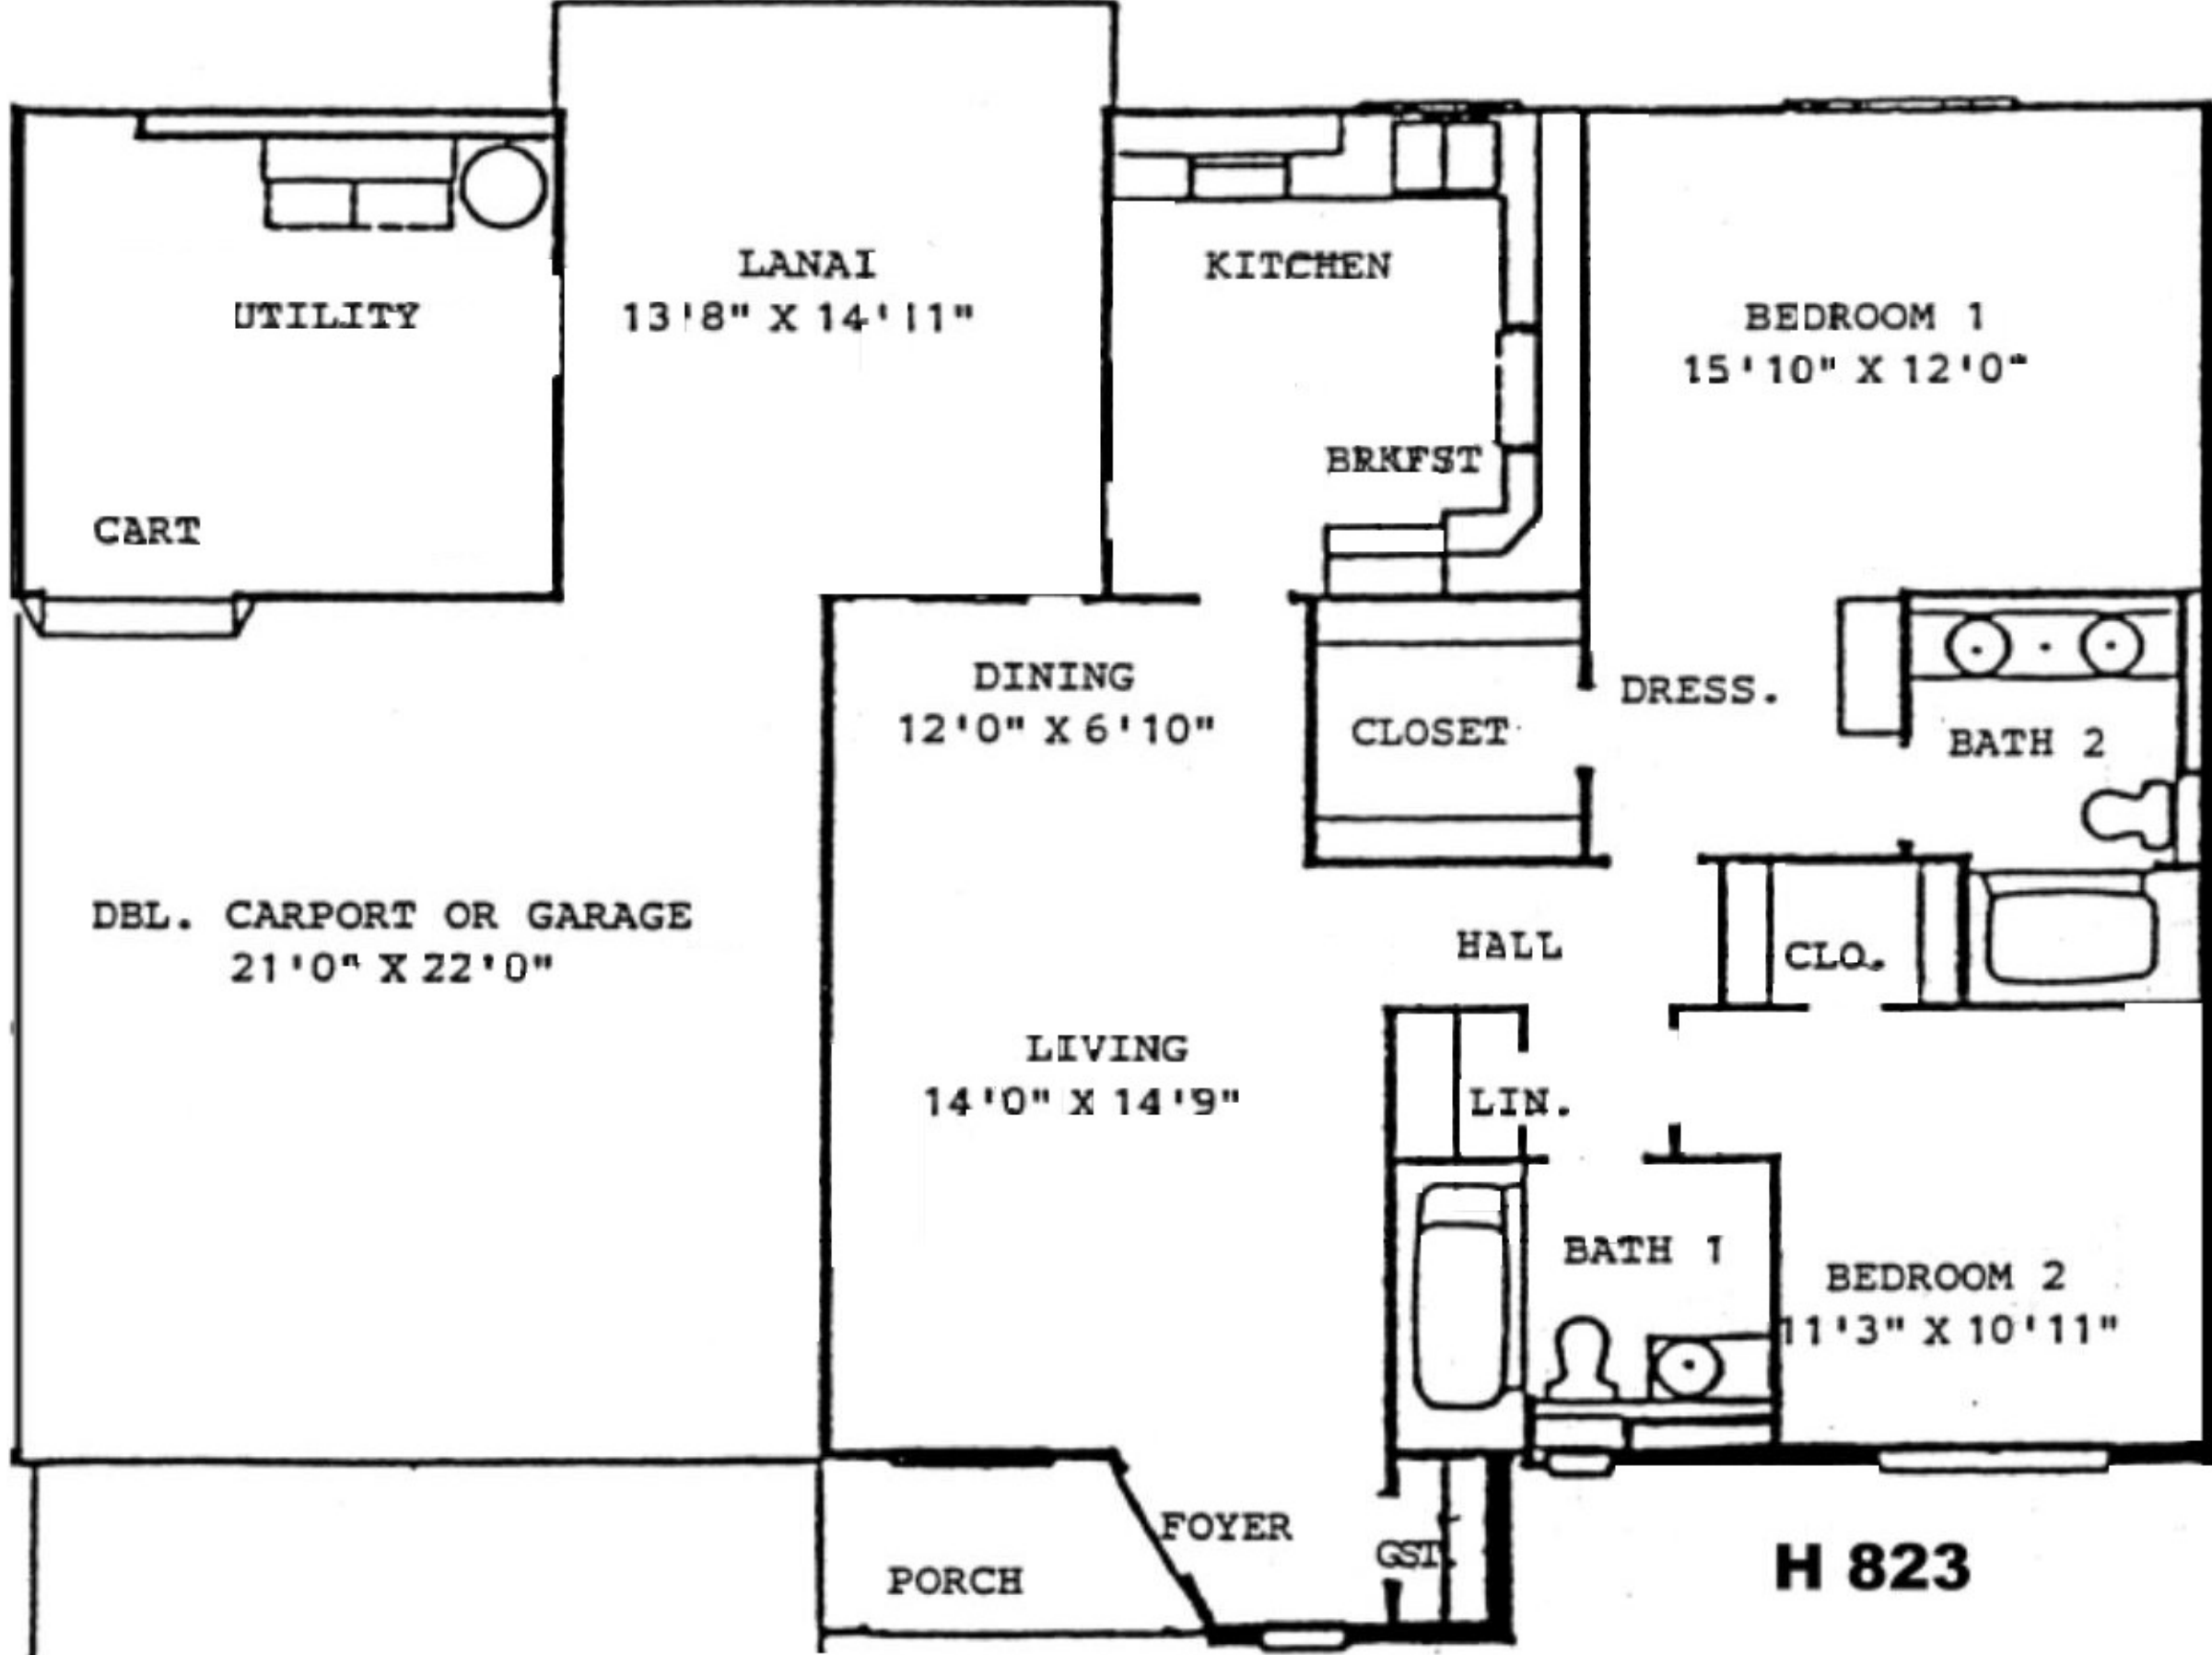 LANAI
13'8" X 14'11"
KITCHEN
UTILITY
BEDROOM 1
15'10" X 12'0"
BRKFST
CART
DINING
12'0" X 6'10"
CLOSET
DRESS.
BATH 2
DBL. CARPORT OR GARAGE
21'0" X 22'0"
HALL
CLO.
LIVING
14'0" X 14'9"
LIN.
BATH 1
BEDROOM 2
11'3" X 10'11"
FOYER
GST.
PORCH
H 823